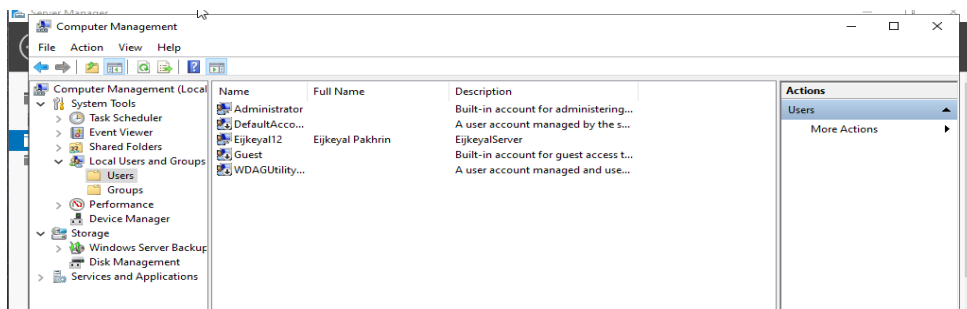 Server Manager
Computer Management
File Action View Help
Computer Management (Local
System Tools
Task Scheduler
Event Viewer
Shared Folders
Local Users and Groups
Users
Groups
Performance
Device Manager
Storage
Windows Server Backup
Disk Management
Services and Applications
Name Full Name Description
Administrator Built-in account for administering...
DefaultAcco... A user account managed by the s...
Eijkeyal12 Eijkeyal Pakhrin EijkeyalServer
Guest Built-in account for guest access t...
WDAGUtility... A user account managed and use...
Actions
Users
More Actions